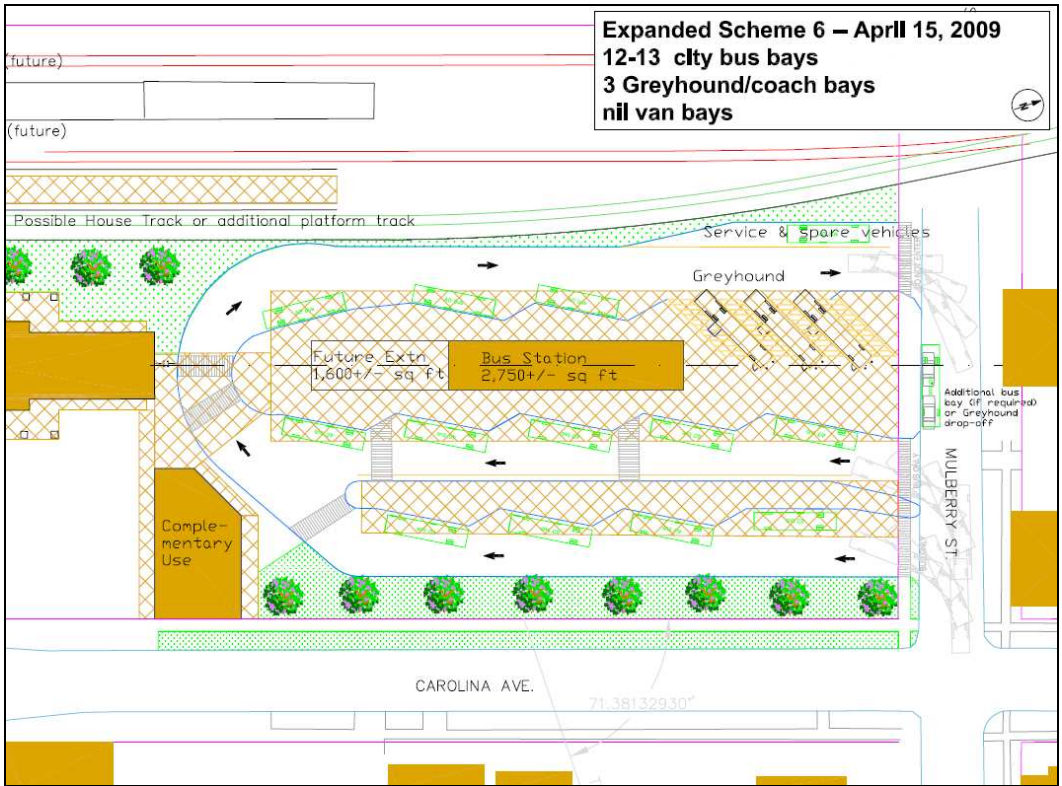 Expanded Scheme 6 – April 15, 2009
12-13 city bus bays
3 Greyhound/coach bays
nil van bays
(future)
(future)
Possible House Track or additional platform track
Service & spare vehicles
Greyhound
Future Extn
1,600+/- sq ft
Bus Station
2,750+/- sq ft
Additional bus
bay (if required)
or Greyhound
drop-off
MULBERRY ST.
Comple-
mentary
Use
CAROLINA AVE.
71.38132930°